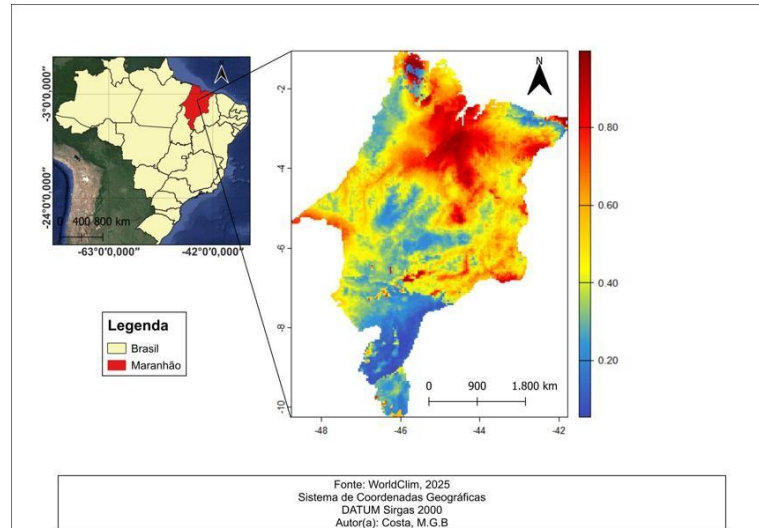 N
-3°0'0,000"
-24°0'0,000"
0 400 800 km
-63°0'0,000" -42°0'0,000"
Legenda
Brasil
Maranhão
N
-2
-4
-6
-8
-10
0 900 1.800 km
-48 -46 -44 -42
0.80
0.60
0.40
0.20
Fonte: WorldClim, 2025
Sistema de Coordenadas Geográficas
DATUM Sirgas 2000
Autor(a): Costa, M.G.B